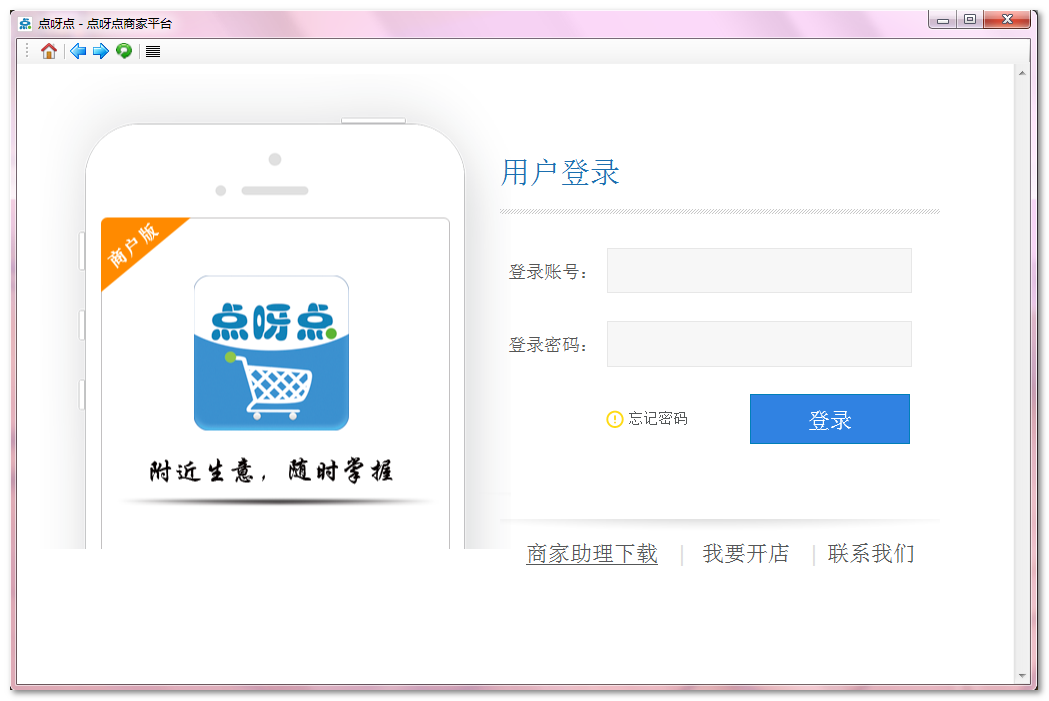 点呀点 - 点呀点商家平台
商户版
点呀点
附近生意，随时掌握
用户登录
登录账号：
登录密码：
忘记密码
登录
商家助理下载 | 我要开店 | 联系我们